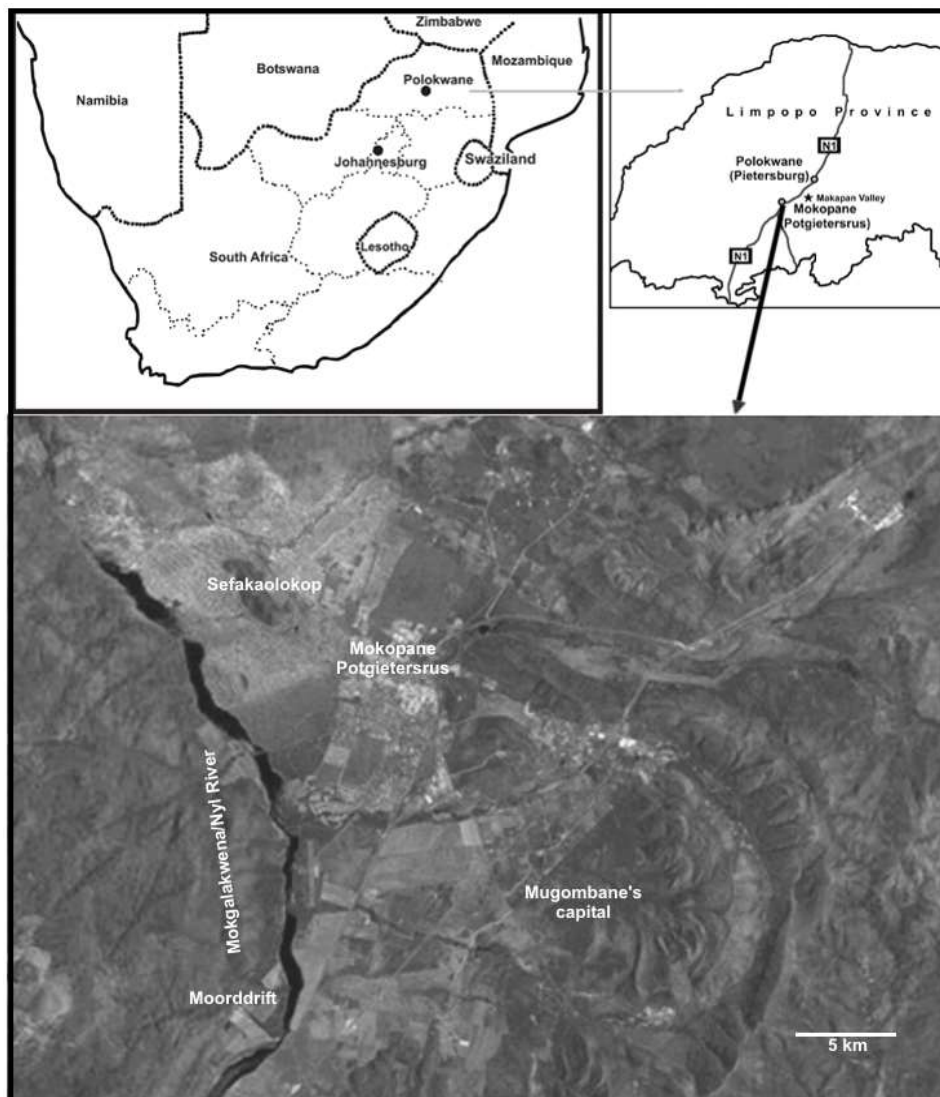 Zimbabwe
Mozambique
Botswana
Polokwane
Namibia
Johannesburg
Swaziland
Lesotho
South Africa
Limpopo Province
N1
Polokwane
(Pietersburg)
Makapan Valley
Mokopane
Potgietersrus)
N1
Sefakaolokop
Mokopane
Potgietersrus
Mokgalakwena/Nyl River
Mugombane's
capital
Moorddrift
5 km